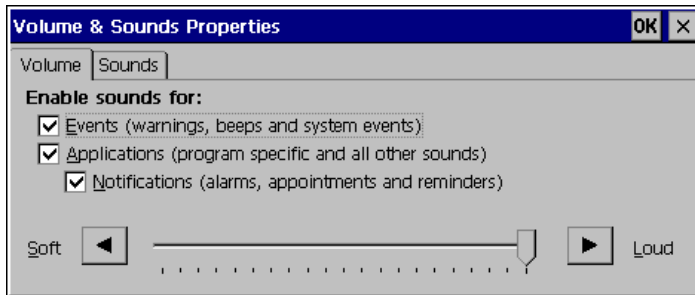 Volume & Sounds Properties OK ×
Volume Sounds
Enable sounds for:
Events (warnings, beeps and system events)
Applications (program specific and all other sounds)
Notifications (alarms, appointments and reminders)
Soft Loud